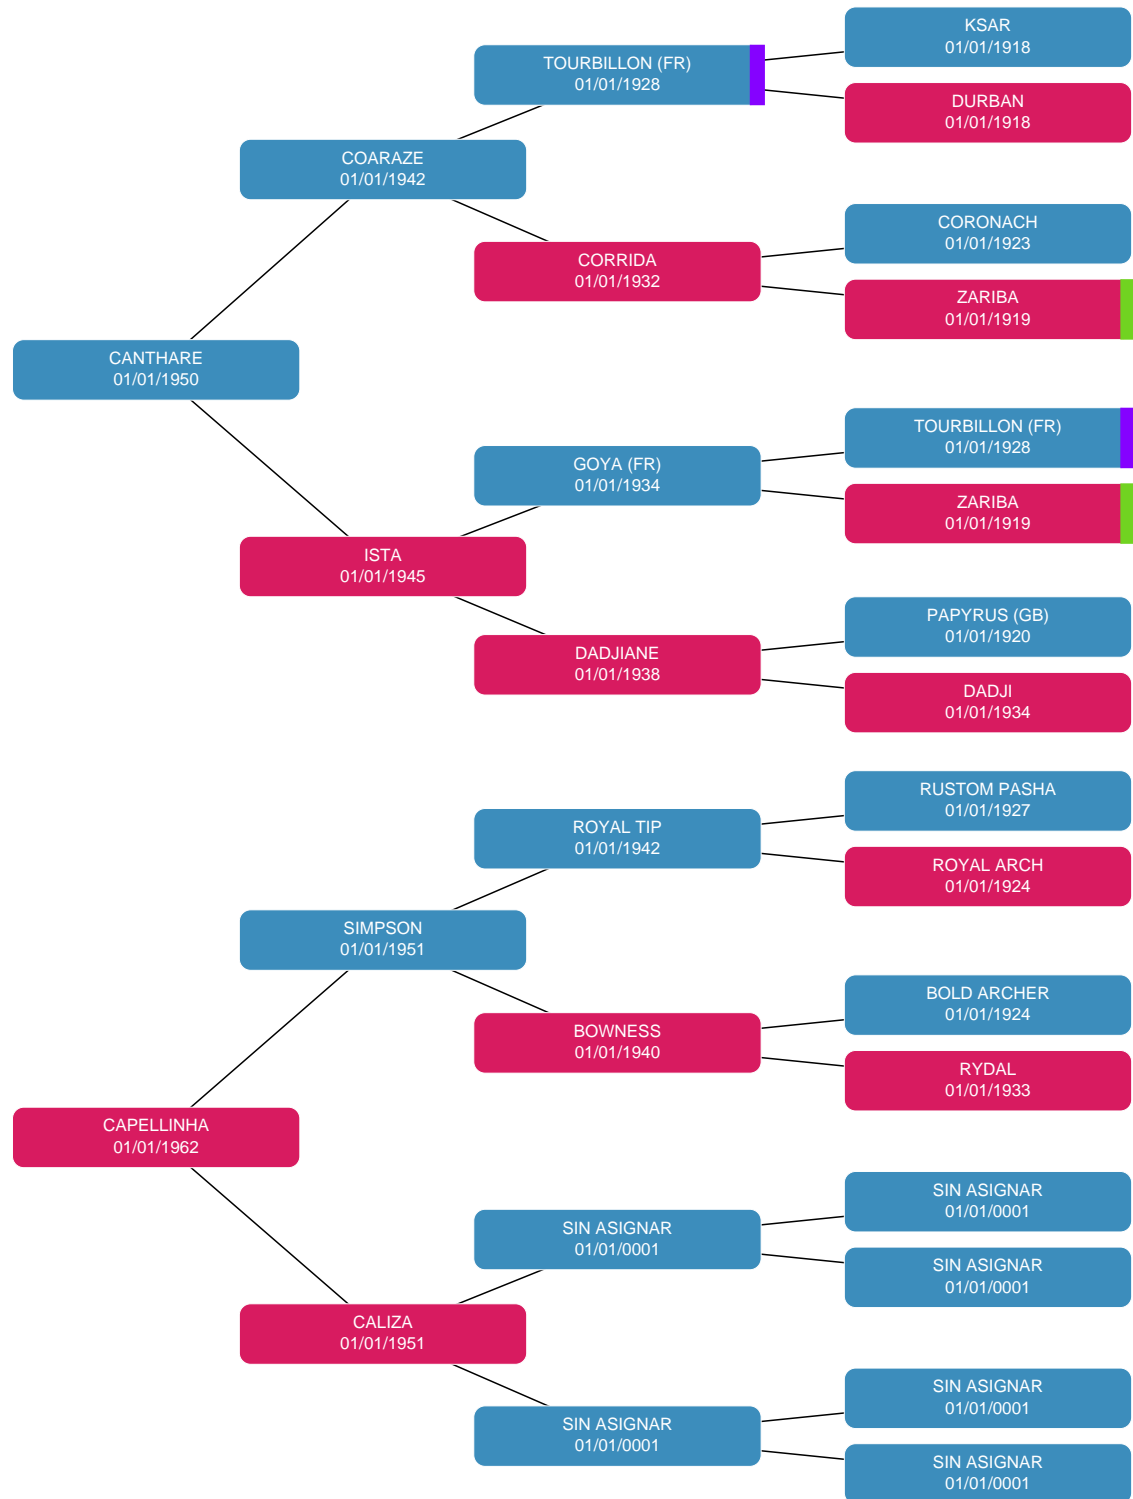 KSAR
01/01/1918
TOURBILLON (FR)
01/01/1928
DURBAN
01/01/1918
COARAZE
01/01/1942
CORONACH
01/01/1923
CORRIDA
01/01/1932
ZARIBA
01/01/1919
CANTHARE
01/01/1950
TOURBILLON (FR)
01/01/1928
GOYA (FR)
01/01/1934
ZARIBA
01/01/1919
ISTA
01/01/1945
PAPYRUS (GB)
01/01/1920
DADJIANE
01/01/1938
DADJI
01/01/1934
RUSTOM PASHA
01/01/1927
ROYAL TIP
01/01/1942
ROYAL ARCH
01/01/1924
SIMPSON
01/01/1951
BOLD ARCHER
01/01/1924
BOWNESS
01/01/1940
RYDAL
01/01/1933
CAPELLINHA
01/01/1962
SIN ASIGNAR
01/01/0001
SIN ASIGNAR
01/01/0001
SIN ASIGNAR
01/01/0001
CALIZA
01/01/1951
SIN ASIGNAR
01/01/0001
SIN ASIGNAR
01/01/0001
SIN ASIGNAR
01/01/0001